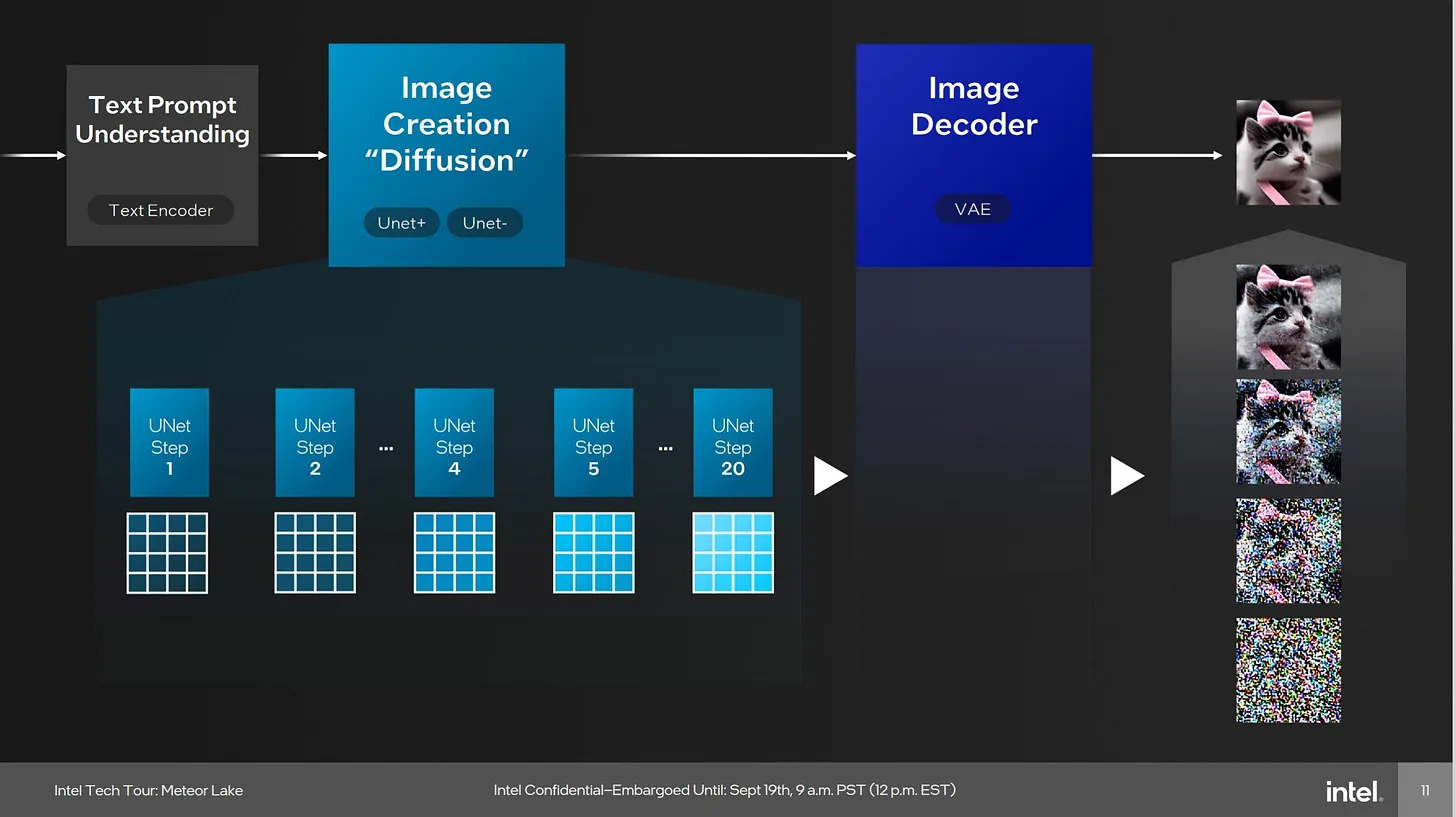 Text Prompt
Understanding
Text Encoder
Image
Creation
“Diffusion”
Unet+
Unet-
Image
Decoder
VAE
UNet
Step
1
UNet
Step
2
...
UNet
Step
4
UNet
Step
5
...
UNet
Step
20
Intel Tech Tour: Meteor Lake
Intel Confidential–Embargoed Until: Sept 19th, 9 a.m. PST (12 p.m. EST)
intel.
11